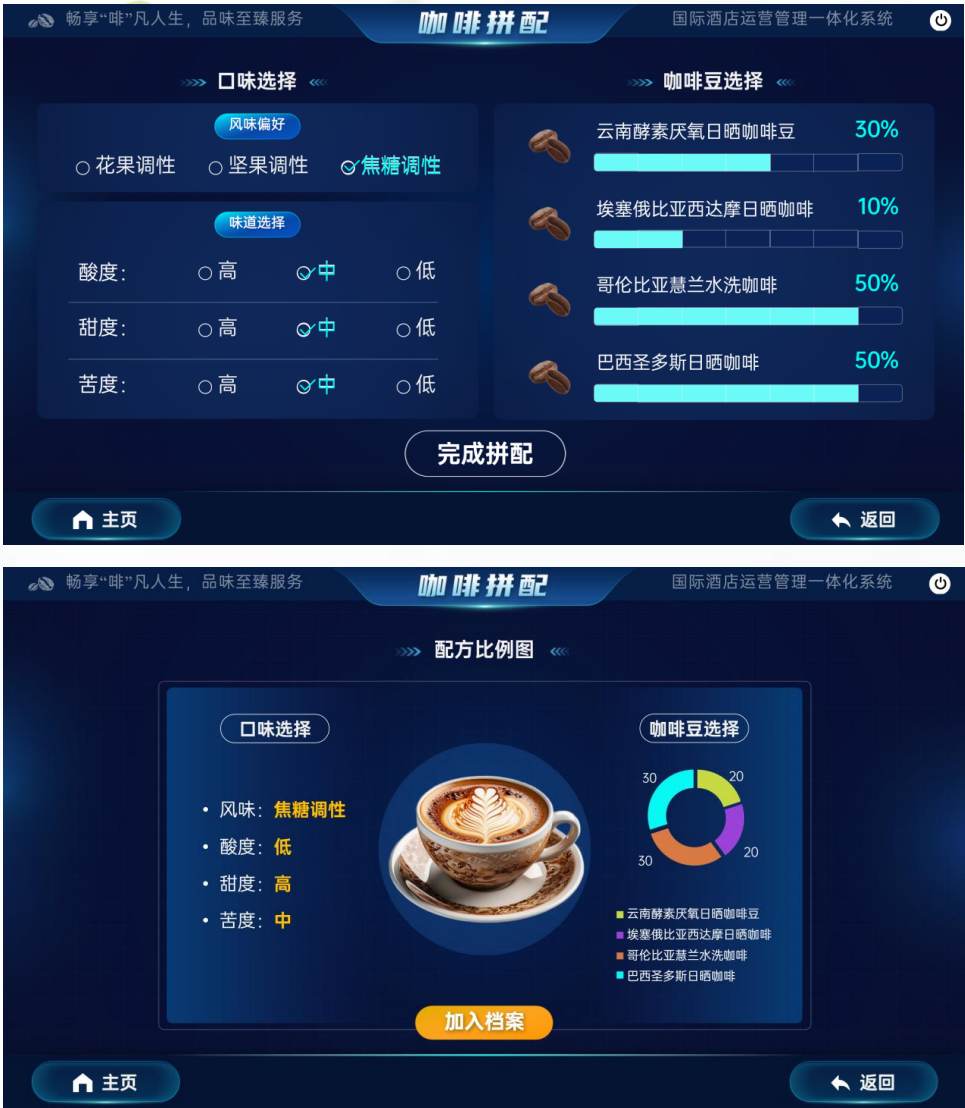 畅享“啡”凡人生，品味至臻服务
咖啡拼配
国际酒店运营管理一体化系统
口味选择
风味偏好
花果调性 坚果调性 焦糖调性
味道选择
酸度： 高 中 低
甜度： 高 中 低
苦度： 高 中 低
咖啡豆选择
云南酵素厌氧日晒咖啡豆 30%
埃塞俄比亚西达摩日晒咖啡 10%
哥伦比亚慧兰水洗咖啡 50%
巴西圣多斯日晒咖啡 50%
完成拼配
主页
返回
畅享“啡”凡人生，品味至臻服务
咖啡拼配
国际酒店运营管理一体化系统
配方比例图
口味选择
• 风味：焦糖调性
• 酸度：低
• 甜度：高
• 苦度：中
咖啡豆选择
30 20
30 20
云南酵素厌氧日晒咖啡豆
埃塞俄比亚西达摩日晒咖啡
哥伦比亚慧兰水洗咖啡
巴西圣多斯日晒咖啡
加入档案
主页
返回